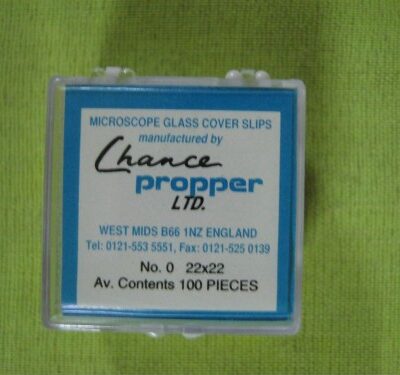 MICROSCOPE GLASS COVER SLIPS
manufactured by
Chance
propper
LTD.
WEST MIDS B66 1NZ ENGLAND
Tel: 0121-553 5551, Fax: 0121-525 0139
No. 0 22x22
Av. Contents 100 PIECES